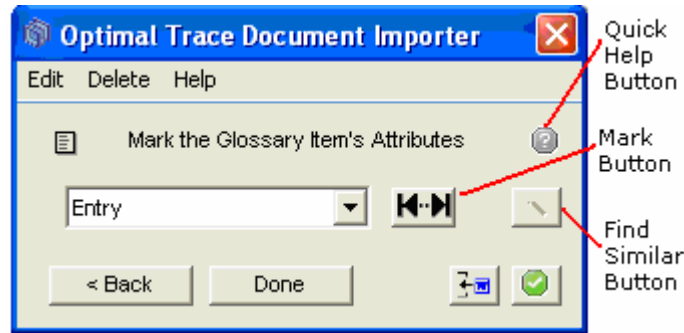 Optimal Trace Document Importer
Edit Delete Help
Mark the Glossary Item's Attributes
Entry
< Back
Done
Quick
Help
Button
Mark
Button
Find
Similar
Button